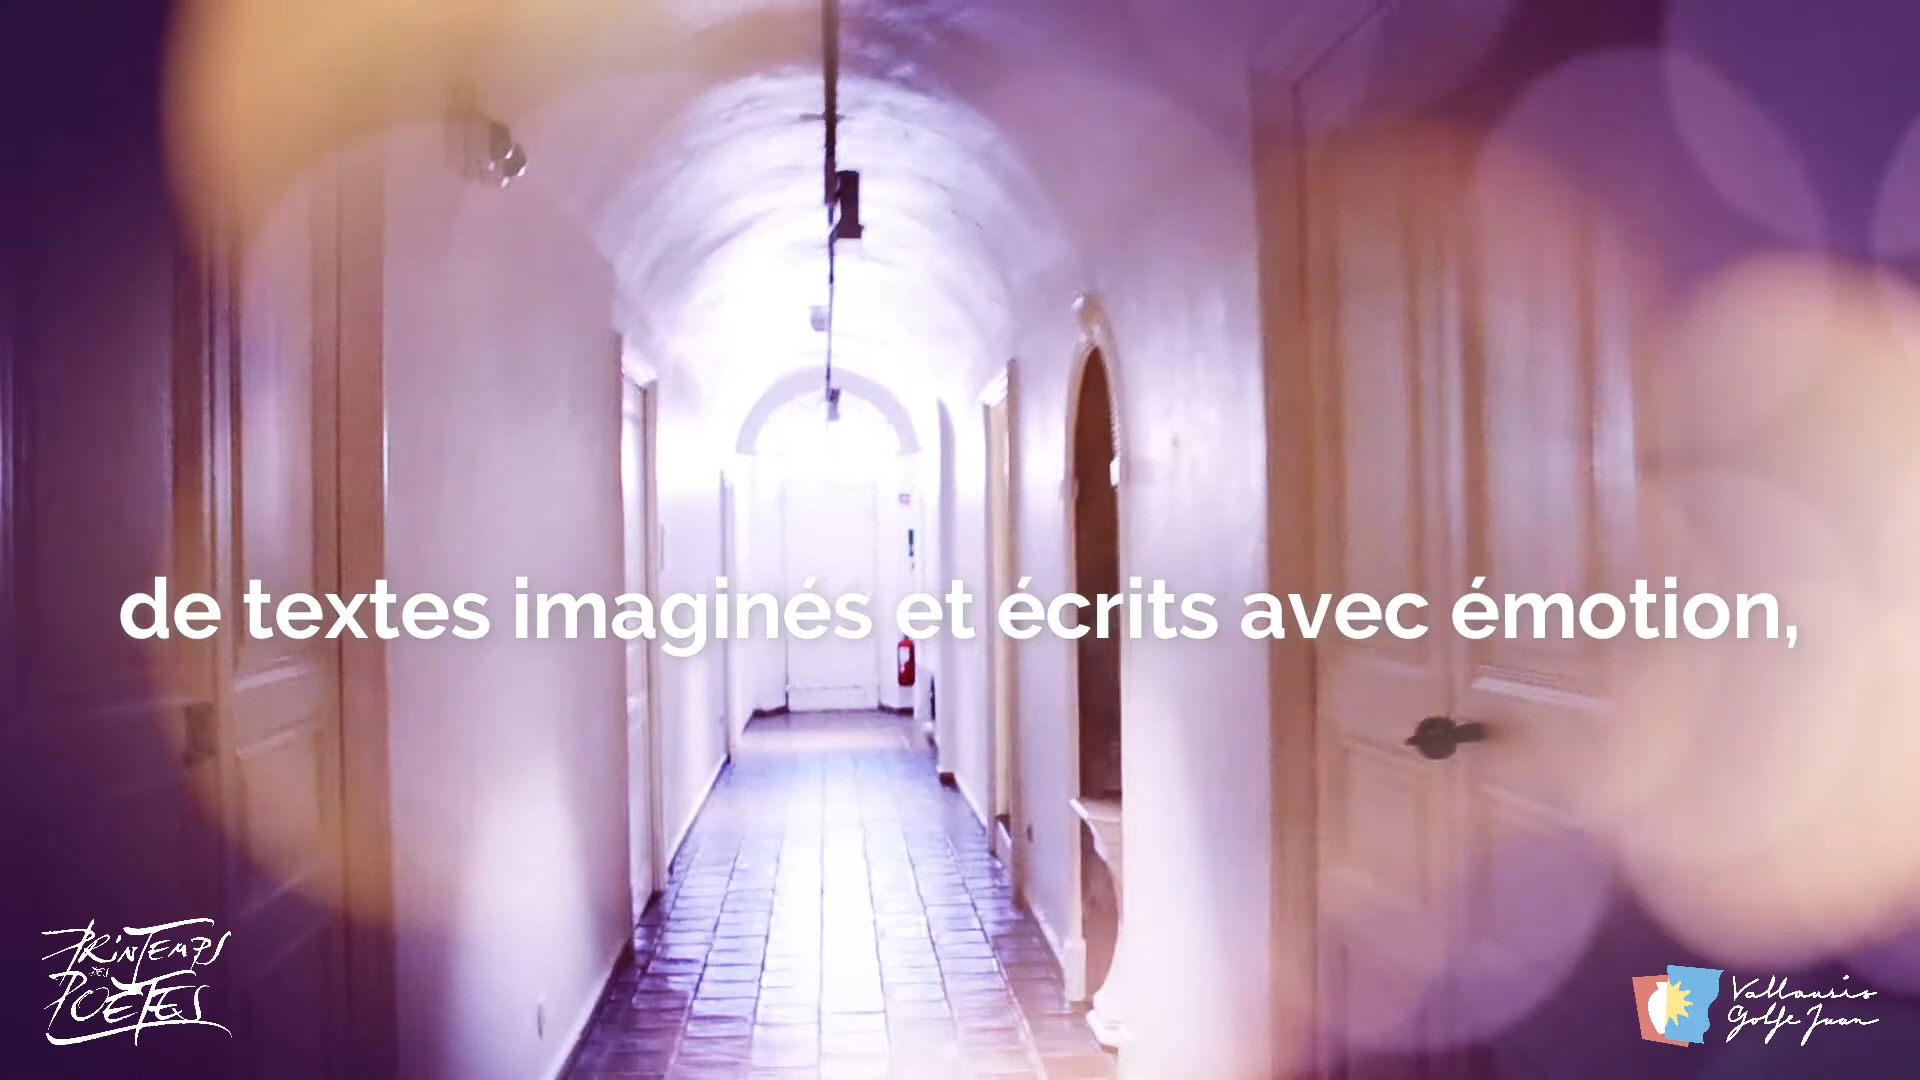 de textes imaginés et écrits avec émotion,
PRINTEMPS
DES
POÈTES
Vallauris
Golfe Juan